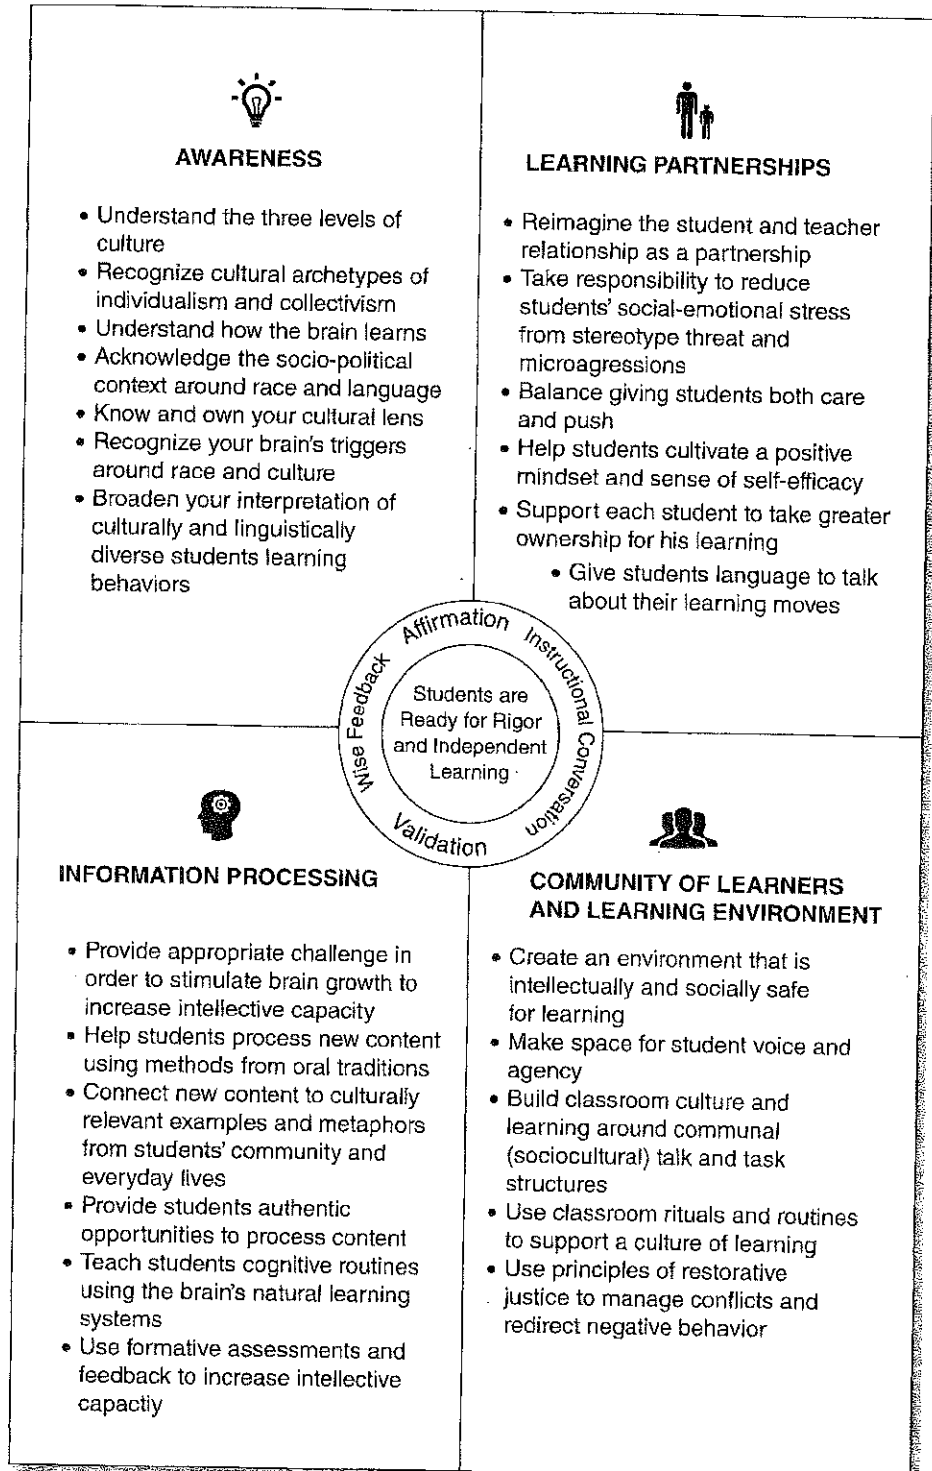 AWARENESS
• Understand the three levels of
culture
• Recognize cultural archetypes of
individualism and collectivism
• Understand how the brain learns
• Acknowledge the socio-political
context around race and language
• Know and own your cultural lens
• Recognize your brain's triggers
around race and culture
• Broaden your interpretation of
culturally and linguistically
diverse students learning
behaviors
LEARNING PARTNERSHIPS
• Reimagine the student and teacher
relationship as a partnership
• Take responsibility to reduce
students' social-emotional stress
from stereotype threat and
microagressions
• Balance giving students both care
and push
• Help students cultivate a positive
mindset and sense of self-efficacy
• Support each student to take greater
ownership for his learning
• Give students language to talk
about their learning moves
Wise Feedback
Affirmation
Instructional Conversation
Validation
Students are
Ready for Rigor
and Independent
Learning
INFORMATION PROCESSING
• Provide appropriate challenge in
order to stimulate brain growth to
increase intellective capacity
• Help students process new content
using methods from oral traditions
• Connect new content to culturally
relevant examples and metaphors
from students' community and
everyday lives
• Provide students authentic
opportunities to process content
• Teach students cognitive routines
using the brain's natural learning
systems
• Use formative assessments and
feedback to increase intellective
capactiy
COMMUNITY OF LEARNERS
AND LEARNING ENVIRONMENT
• Create an environment that is
intellectually and socially safe
for learning
• Make space for student voice and
agency
• Build classroom culture and
learning around communal
(sociocultural) talk and task
structures
• Use classroom rituals and routines
to support a culture of learning
• Use principles of restorative
justice to manage conflicts and
redirect negative behavior